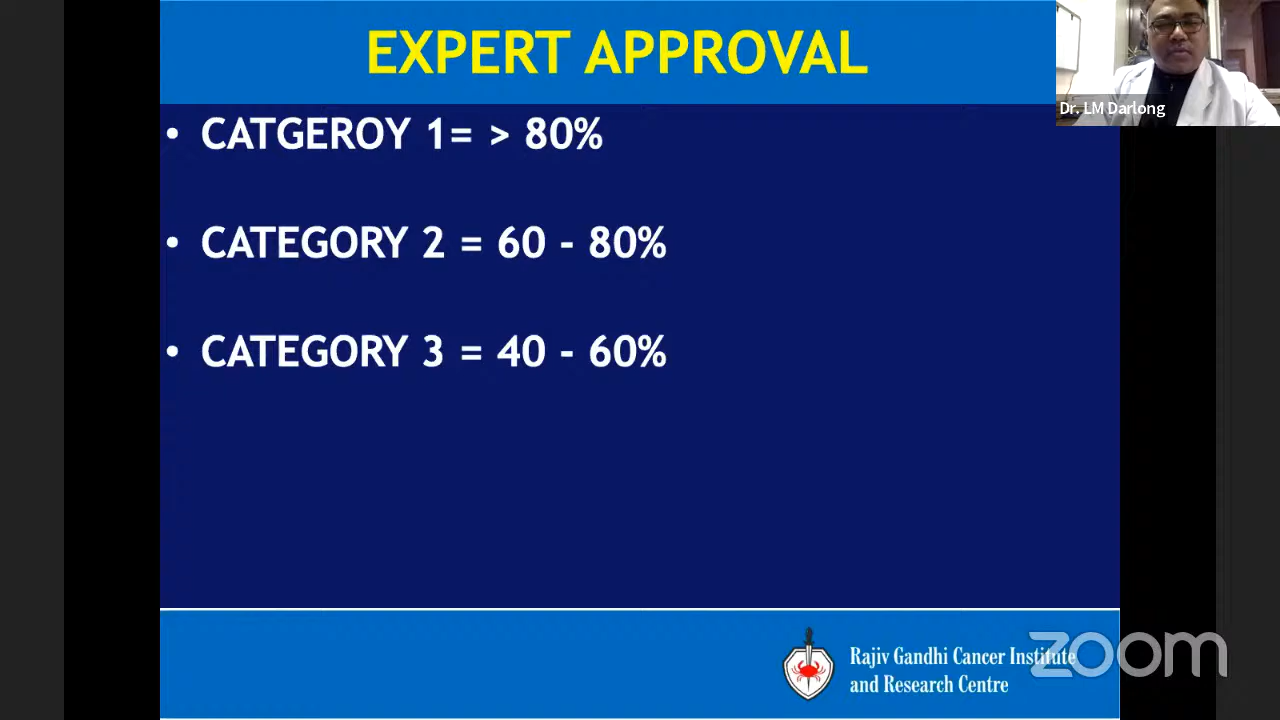 EXPERT APPROVAL
Dr. LM Darlong
• CATGEROY 1= > 80%
• CATEGORY 2 = 60 - 80%
• CATEGORY 3 = 40 - 60%
Rajiv Gandhi Cancer Institute
and Research Centre
zoom